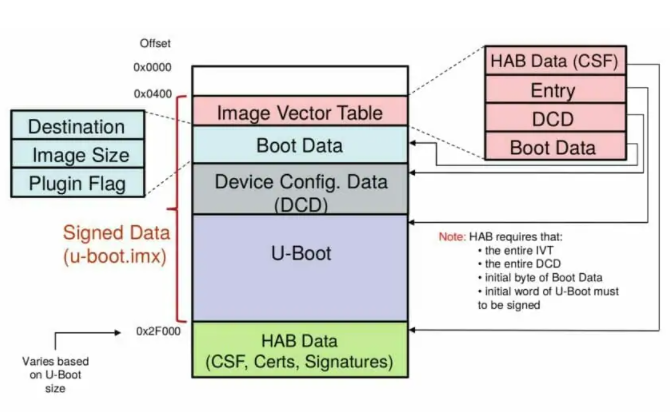 Offset
0x0000
0x0400
Image Vector Table
Boot Data
Device Config. Data
(DCD)
U-Boot
0x2F000
HAB Data
(CSF, Certs, Signatures)
Destination
Image Size
Plugin Flag
Signed Data
(u-boot.imx)
Varies based
on U-Boot
size
HAB Data (CSF)
Entry
DCD
Boot Data
Note: HAB requires that:
• the entire IVT
• the entire DCD
• initial byte of Boot Data
• initial word of U-Boot must
to be signed